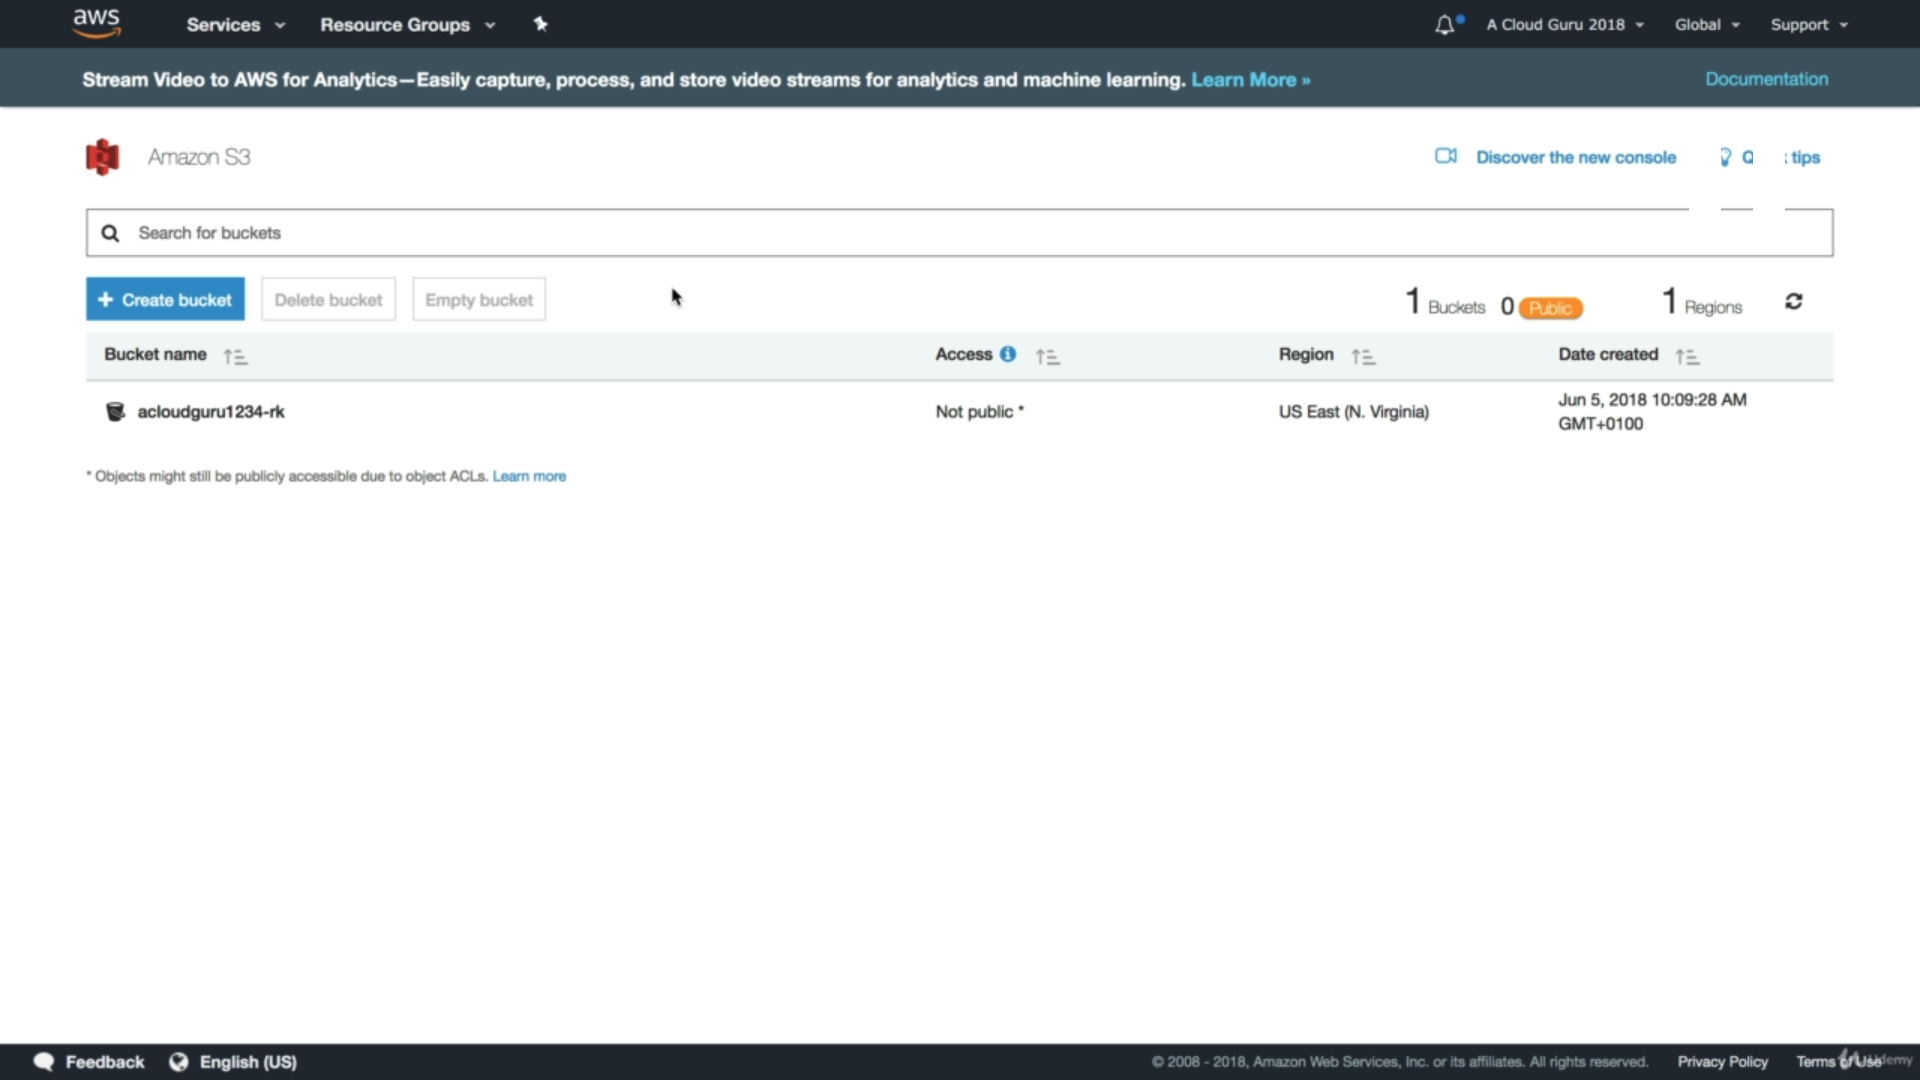 aws Services Resource Groups A Cloud Guru 2018 Global Support
Stream Video to AWS for Analytics—Easily capture, process, and store video streams for analytics and machine learning. Learn More » Documentation
Amazon S3 Discover the new console tips
Search for buckets
+ Create bucket Delete bucket Empty bucket 1 Buckets 0 Public 1 Regions
Bucket name Access Region Date created
acloudguru1234-rk Not public * US East (N. Virginia) Jun 5, 2018 10:09:28 AM
GMT+0100
* Objects might still be publicly accessible due to object ACLs. Learn more
Feedback English (US) © 2008 - 2018, Amazon Web Services, Inc. or its affiliates. All rights reserved. Privacy Policy Terms of Use